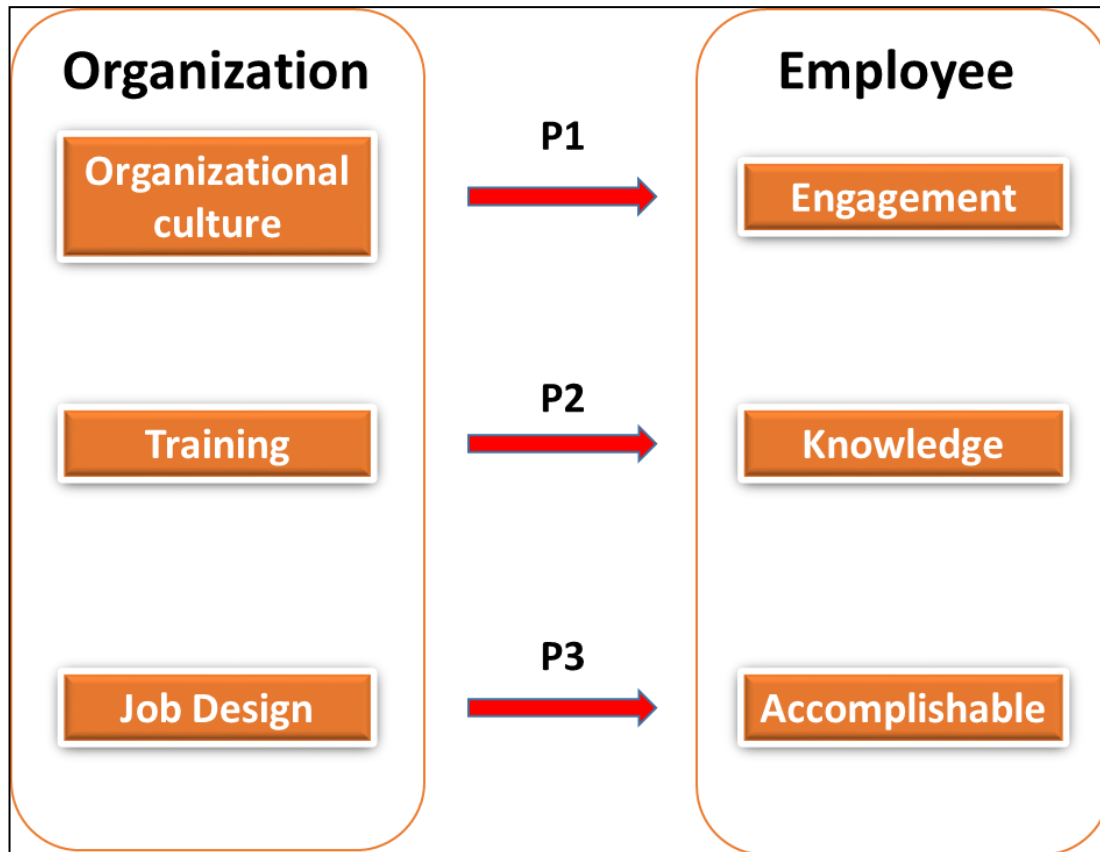 Organization
Employee
Organizational
culture
P1
Engagement
Training
P2
Knowledge
Job Design
P3
Accomplishable